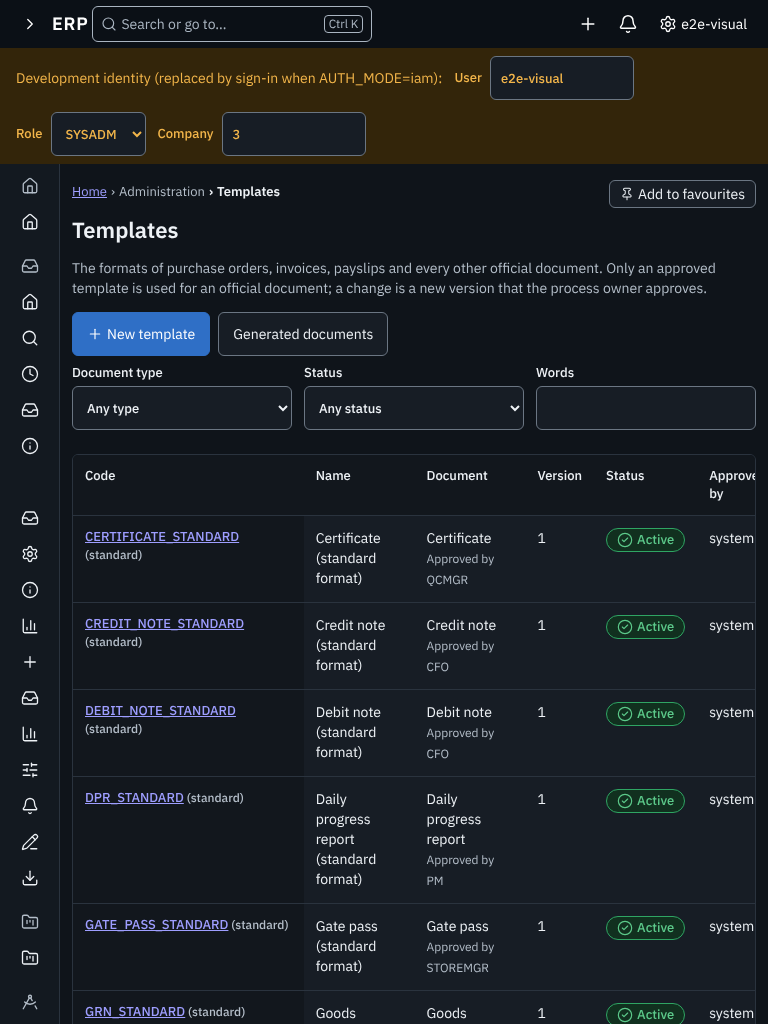 ERP
Search or go to...
Ctrl K
e2e-visual
Development identity (replaced by sign-in when AUTH_MODE=iam):
User
e2e-visual
Role
SYSADM
Company
3
Home › Administration › Templates
Add to favourites
Templates
The formats of purchase orders, invoices, payslips and every other official document. Only an approved
template is used for an official document; a change is a new version that the process owner approves.
New template
Generated documents
Document type
Status
Words
Any type
Any status
Code
Name
Document
Version
Status
Approve
by
CERTIFICATE_STANDARD
(standard)
Certificate
(standard
format)
Certificate
Approved by
QCMGR
1
Active
system
CREDIT_NOTE_STANDARD
(standard)
Credit note
(standard
format)
Credit note
Approved by
CFO
1
Active
system
DEBIT_NOTE_STANDARD
(standard)
Debit note
(standard
format)
Debit note
Approved by
CFO
1
Active
system
DPR_STANDARD (standard)
Daily
progress
report
(standard
format)
Daily
progress
report
Approved by
PM
1
Active
system
GATE_PASS_STANDARD (standard)
Gate pass
(standard
format)
Gate pass
Approved by
STOREMGR
1
Active
system
GRN_STANDARD (standard)
Goods
Goods
1
Active
system